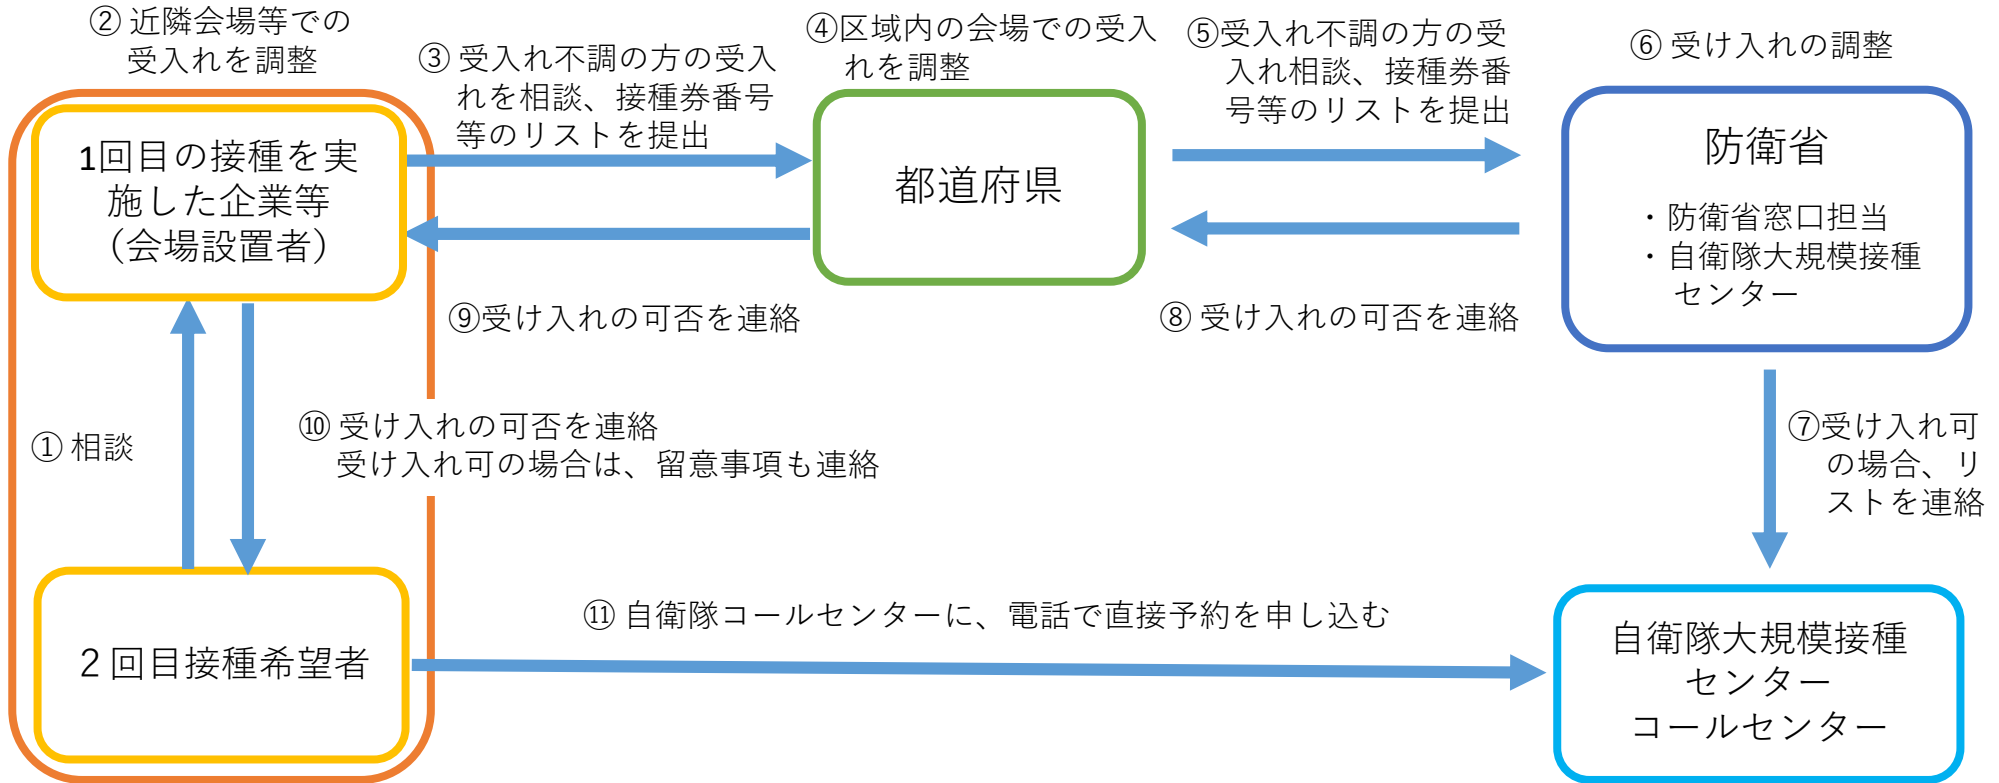 ② 近隣会場等での
受入れを調整
③ 受入れ不調の方の受入
れを相談、接種券番号
等のリストを提出
④区域内の会場での受入
れを調整
⑤受入れ不調の方の受
入れ相談、接種券番
号等のリストを提出
⑥ 受け入れの調整
1回目の接種を実
施した企業等
（会場設置者）
都道府県
防衛省
・防衛省窓口担当
・自衛隊大規模接種
センター
⑨受け入れの可否を連絡
⑧ 受け入れの可否を連絡
① 相談
⑩ 受け入れの可否を連絡
受け入れ可の場合は、留意事項も連絡
⑦受け入れ可
の場合、リ
ストを連絡
２回目接種希望者
⑪ 自衛隊コールセンターに、電話で直接予約を申し込む
自衛隊大規模接種
センター
コールセンター